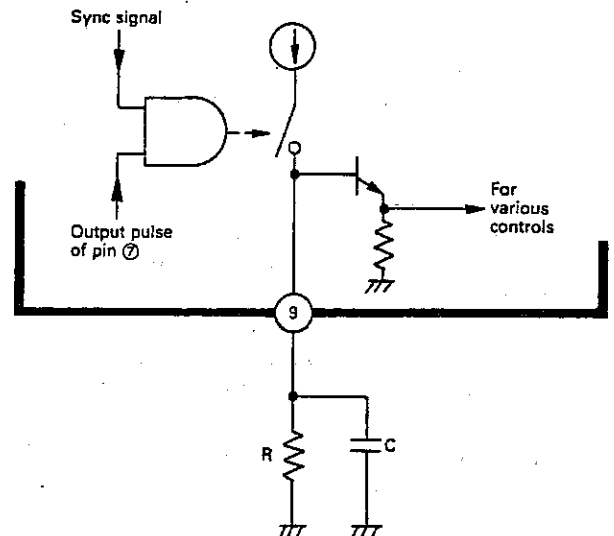 Sync signal
Output pulse
of pin ⑦
For
various
controls
9
R
C